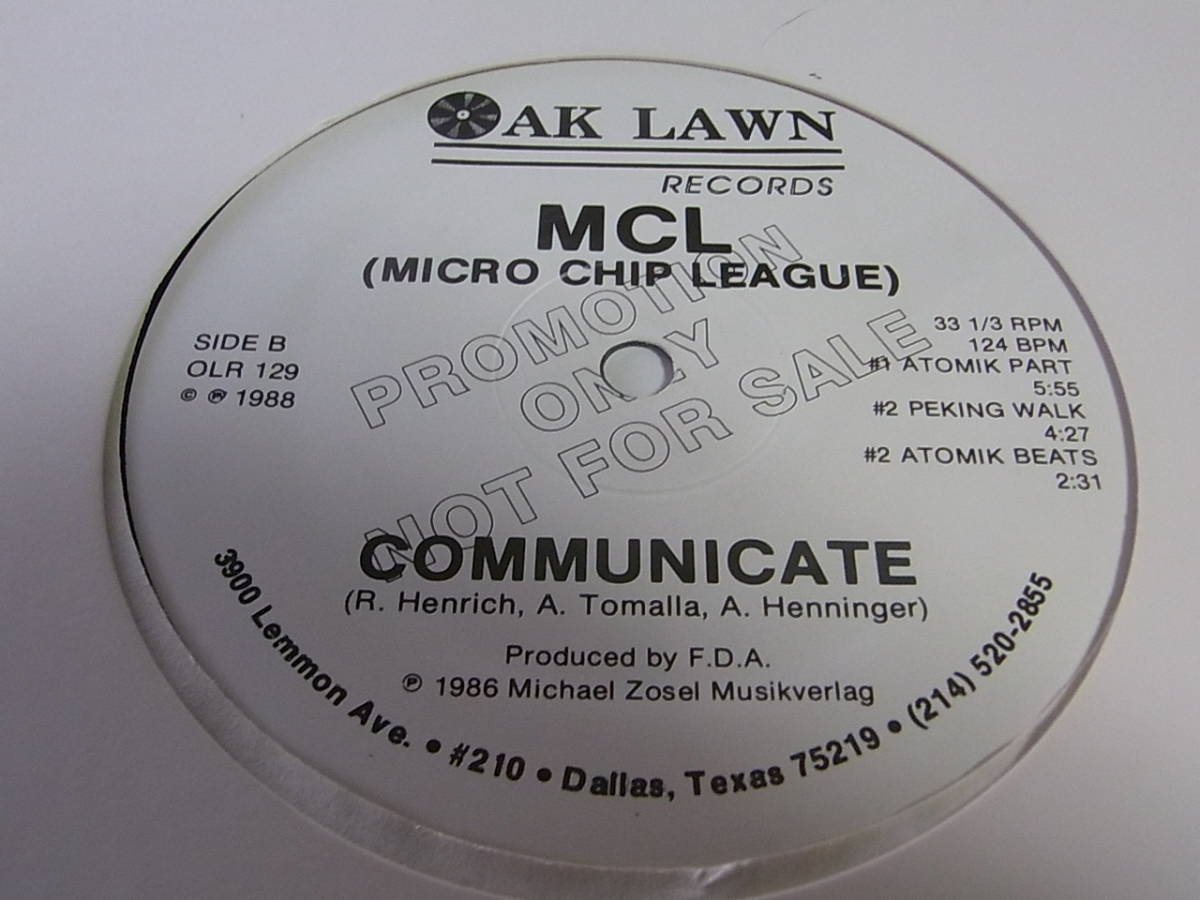 OAK LAWN
RECORDS
MCL
(MICRO CHIP LEAGUE)
PROMOTION
ONLY
NOT FOR SALE
SIDE B
OLR 129
© ℗ 1988
33 1/3 RPM
124 BPM
#1 ATOMIK PART
5:55
#2 PEKING WALK
4:27
#2 ATOMIK BEATS
2:31
COMMUNICATE
(R. Henrich, A. Tomalla, A. Henninger)
Produced by F.D.A.
℗ 1986 Michael Zosel Musikverlag
3900 Lemmon Ave. • #210 • Dallas, Texas 75219 • (214) 520-2855